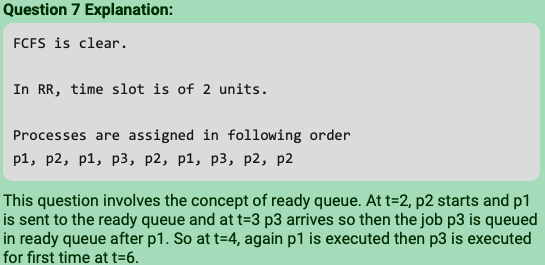 Question 7 Explanation:
FCFS is clear.
In RR, time slot is of 2 units.
Processes are assigned in following order
p1, p2, p1, p3, p2, p1, p3, p2, p2
This question involves the concept of ready queue. At t=2, p2 starts and p1
is sent to the ready queue and at t=3 p3 arrives so then the job p3 is queued
in ready queue after p1. So at t=4, again p1 is executed then p3 is executed
for first time at t=6.